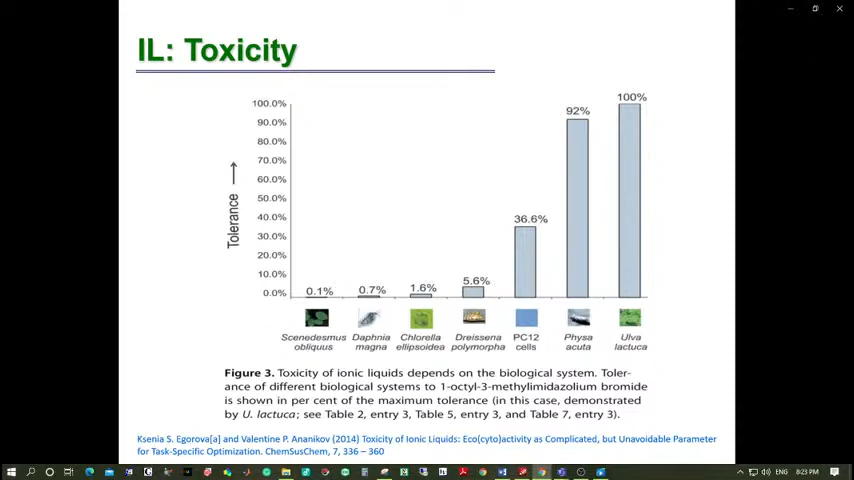 IL: Toxicity
100.0%
90.0%
80.0%
70.0%
60.0%
50.0%
40.0%
30.0%
20.0%
10.0%
0.0%
Tolerance
0.1%
0.7%
1.6%
5.6%
36.6%
92%
100%
Scenedesmus obliquus
Daphnia magna
Chlorella ellipsoidea
Dreissena polymorpha
PC12 cells
Physa acuta
Ulva lactuca
Figure 3. Toxicity of ionic liquids depends on the biological system. Toler-
ance of different biological systems to 1-octyl-3-methylimidazolium bromide
is shown in per cent of the maximum tolerance (in this case, demonstrated
by U. lactuca; see Table 2, entry 3, Table 5, entry 3, and Table 7, entry 3).
Ksenia S. Egorova[a] and Valentine P. Ananikov (2014) Toxicity of Ionic Liquids: Eco(cyto)activity as Complicated, but Unavoidable Parameter
for Task-Specific Optimization. ChemSusChem, 7, 336 – 360
ENG 8:23 PM